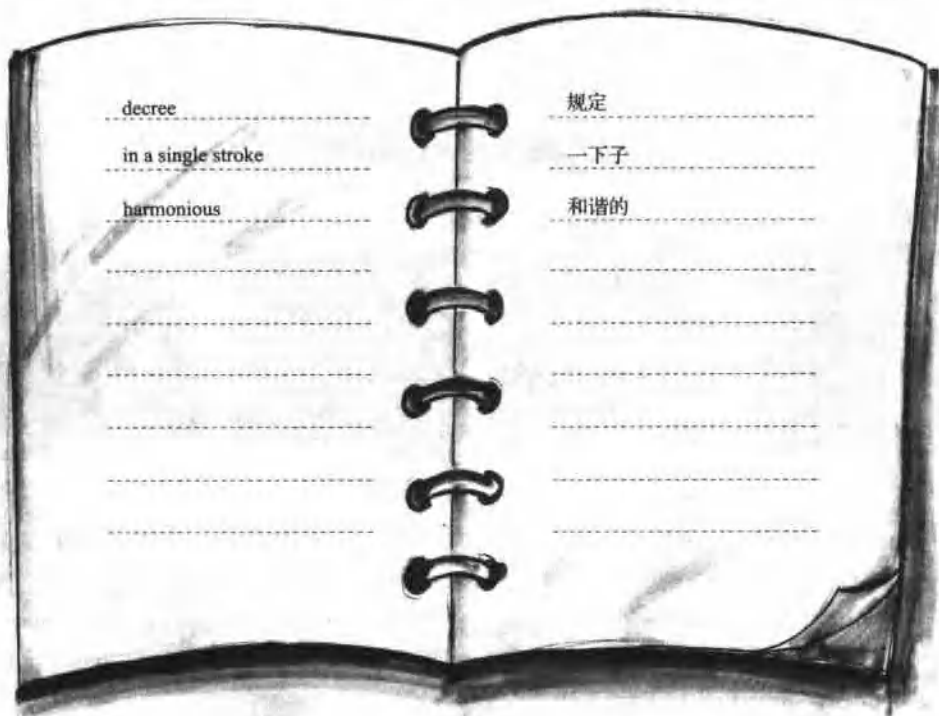 decree
in a single stroke
harmonious
规定
一下子
和谐的